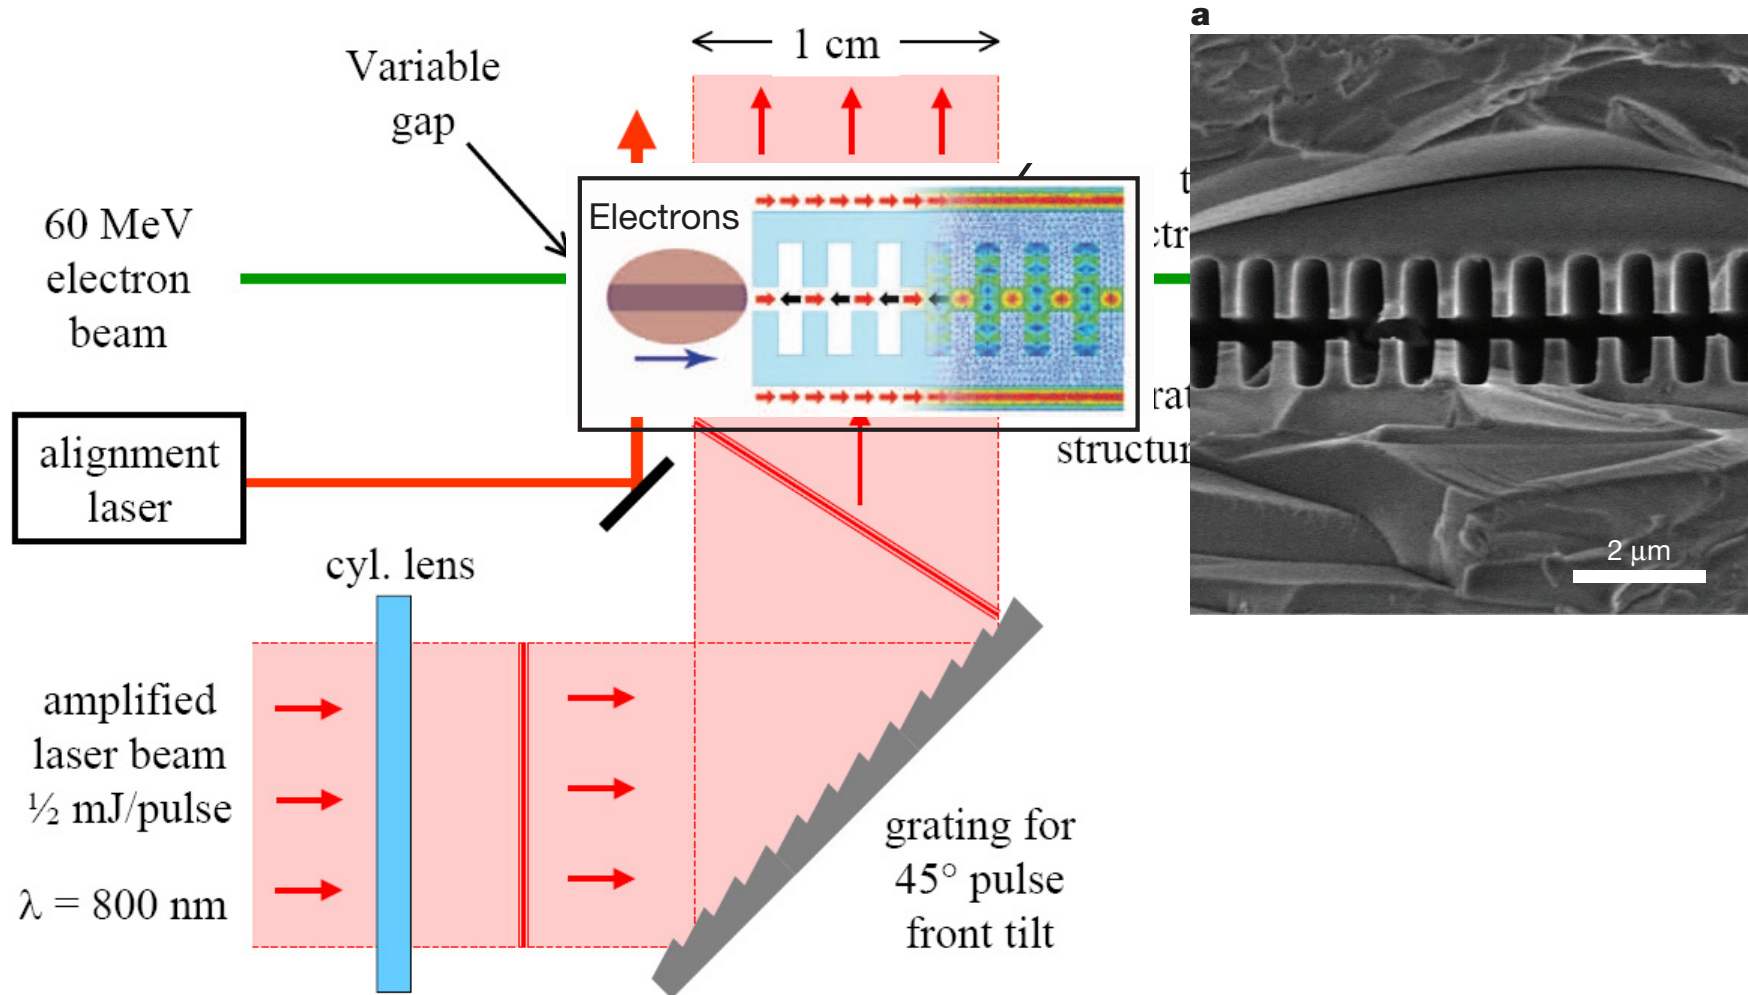 1 cm
a
Variable
gap
60 MeV
electron
beam
Electrons
alignment
laser
2 µm
cyl. lens
amplified
laser beam
½ mJ/pulse
λ = 800 nm
grating for
45° pulse
front tilt